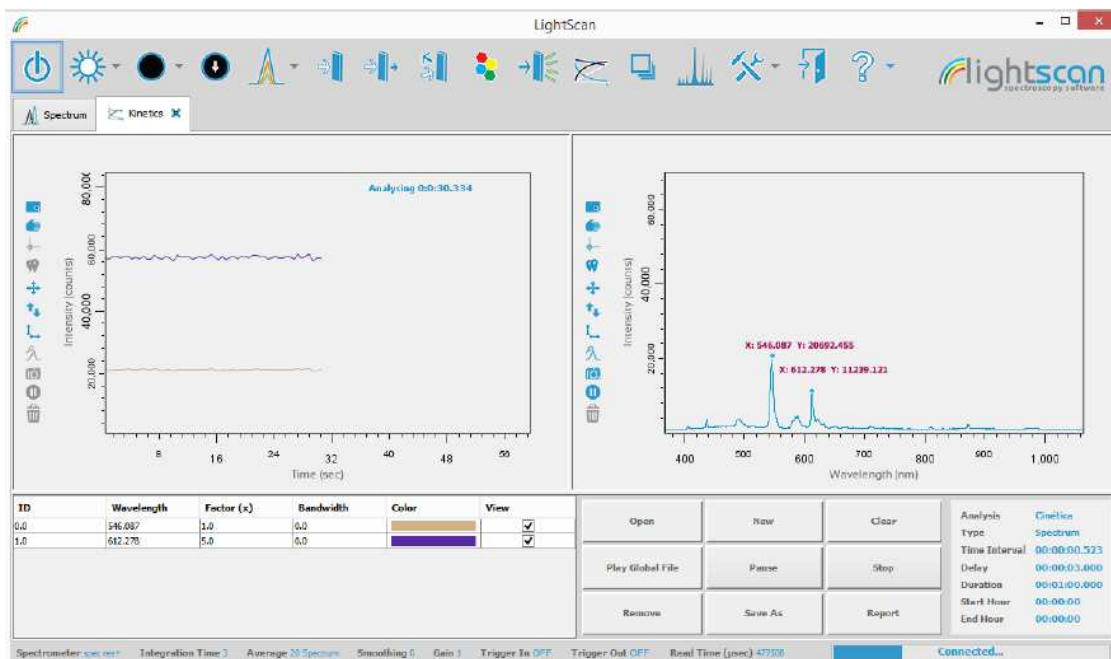 LightScan
lightscan
spectroscopy software
Spectrum
Kinetics
Analysing 0:0:30.334
80,000
60,000
40,000
20,000
Intensity (counts)
8 16 24 32 40 48
Time (sec)
60,000
40,000
20,000
Intensity (counts)
X: 546.087 Y: 20692.455
X: 612.278 Y: 11239.121
400 500 600 700 800 900 1,000
Wavelength (nm)
ID Wavelength Factor (x) Bandwidth Color View
0.0 546.087 1.0 0.0
1.0 612.278 5.0 0.0
Open New Clear
Play Global File Pause Stop
Remove Save As Report
Analysis Cinética
Type Spectrum
Time Interval 00:00:00.523
Delay 00:00:03.000
Duration 00:01:00.000
Start Hour 00:00:00
End Hour 00:00:00
Spectrometer Integration Time 3 Average 20 Spectrum Smoothing 0 Gain 1 Trigger In OFF Trigger Out OFF Read Time (µsec) Connected...